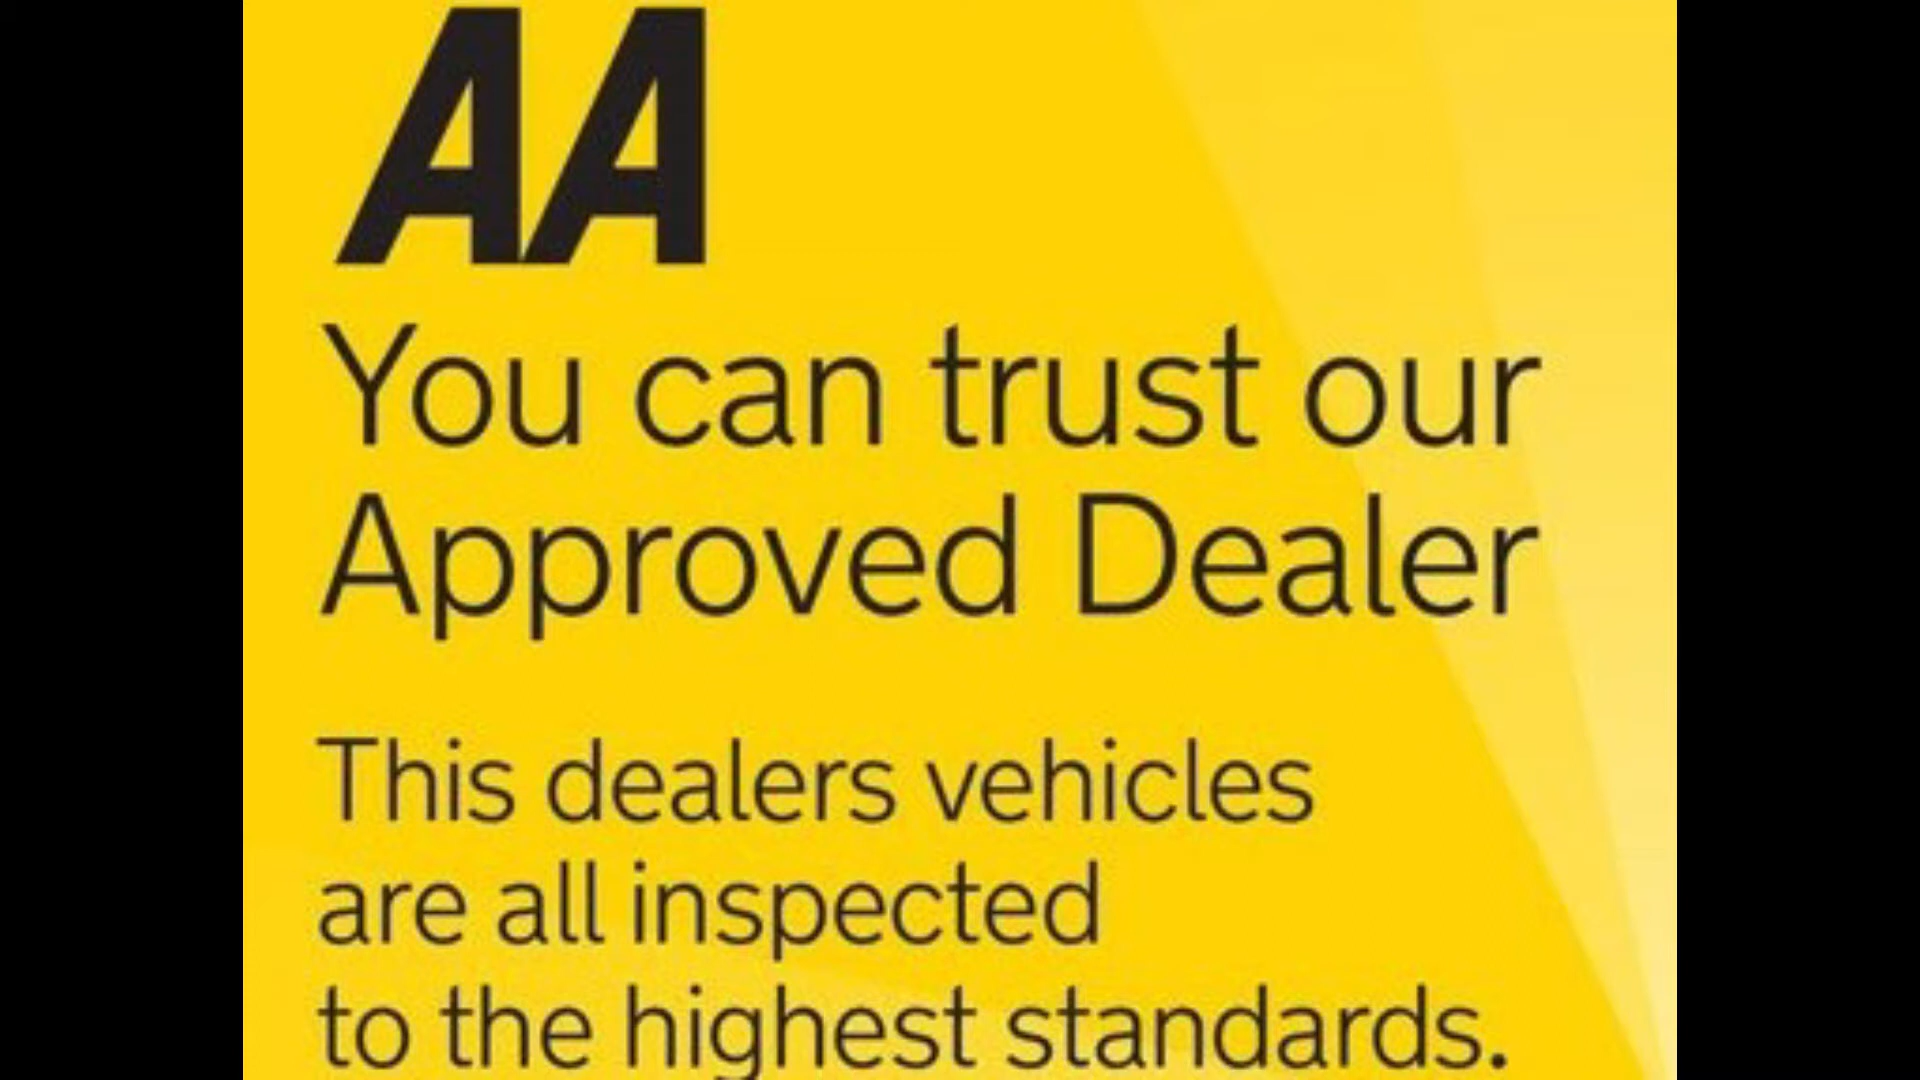 AA
You can trust our
Approved Dealer
This dealers vehicles
are all inspected
to the highest standards.